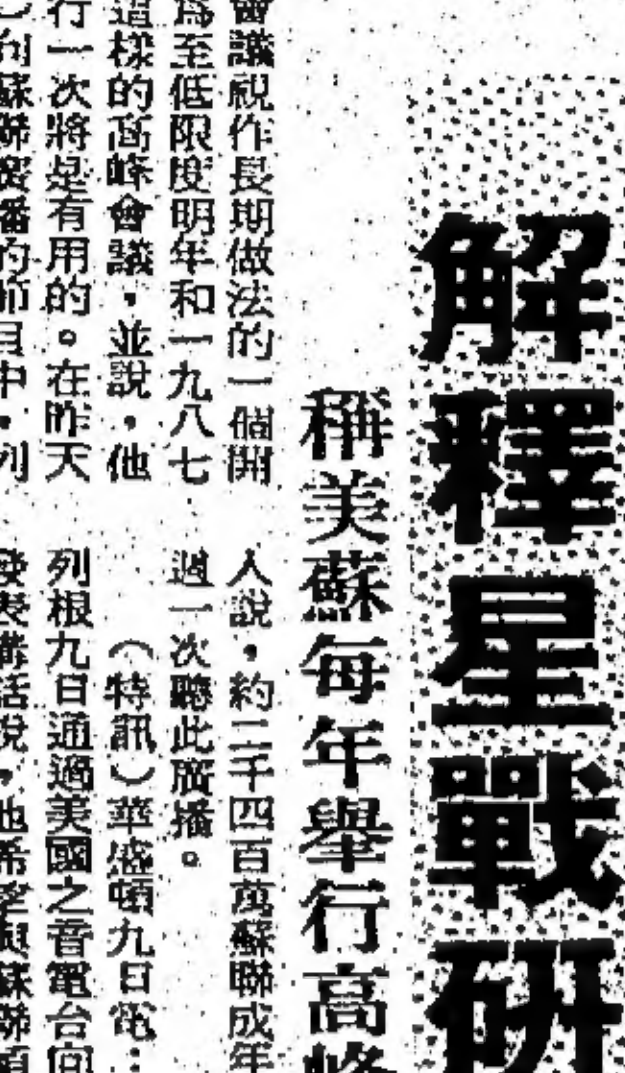 解釋星戰研
稱美蘇每年舉行高峰
會議視作長期做法的一個開
為至低限度明年和一九八七
這樣的高峰會議，並說，他
行一次將是有用的。在昨天
向蘇聯廣播的節目中，列
人說，約二千四百萬蘇聯成年
週一次聽此廣播。
（特訊）華盛頓九日電：
列根九日通過美國之音電台向
發表講話說，他希望與蘇聯領